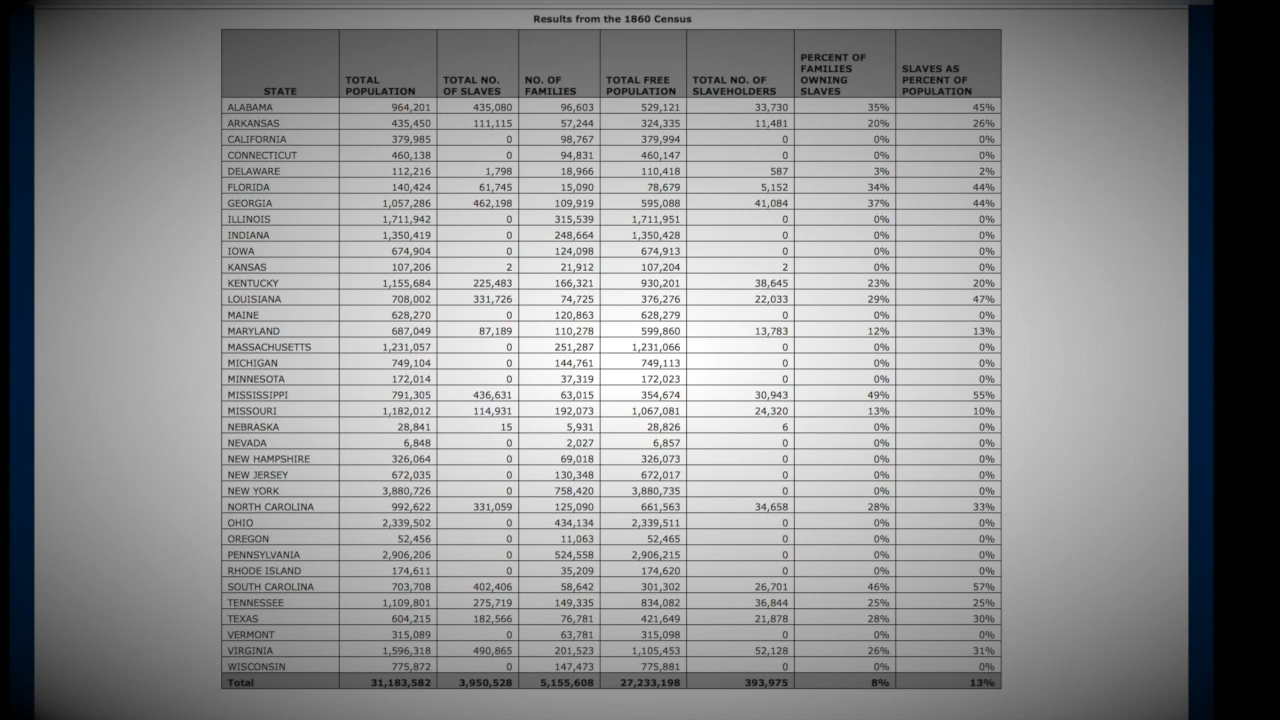 Results from the 1860 Census
STATE TOTAL POPULATION TOTAL NO. OF SLAVES NO. OF FAMILIES TOTAL FREE POPULATION TOTAL NO. OF SLAVEHOLDERS PERCENT OF FAMILIES OWNING SLAVES SLAVES AS PERCENT OF POPULATION
ALABAMA 964,201 435,080 96,603 529,121 33,730 35% 45%
ARKANSAS 435,450 111,115 57,244 324,335 11,481 20% 26%
CALIFORNIA 379,985 0 98,767 379,994 0 0% 0%
CONNECTICUT 460,138 0 94,831 460,147 0 0% 0%
DELAWARE 112,216 1,798 18,966 110,418 587 3% 2%
FLORIDA 140,424 61,745 15,090 78,679 5,152 34% 44%
GEORGIA 1,057,286 462,198 109,919 595,088 41,084 37% 44%
ILLINOIS 1,711,942 0 315,539 1,711,951 0 0% 0%
INDIANA 1,350,419 0 248,664 1,350,428 0 0% 0%
IOWA 674,904 0 124,098 674,913 0 0% 0%
KANSAS 107,206 2 21,912 107,204 2 0% 0%
KENTUCKY 1,155,684 225,483 166,321 930,201 38,645 23% 20%
LOUISIANA 708,002 331,726 74,725 376,276 22,033 29% 47%
MAINE 628,270 0 120,863 628,279 0 0% 0%
MARYLAND 687,049 87,189 110,278 599,860 13,783 12% 13%
MASSACHUSETTS 1,231,057 0 251,287 1,231,066 0 0% 0%
MICHIGAN 749,104 0 144,761 749,113 0 0% 0%
MINNESOTA 172,014 0 37,319 172,023 0 0% 0%
MISSISSIPPI 791,305 436,631 63,015 354,674 30,943 49% 55%
MISSOURI 1,182,012 114,931 192,073 1,067,081 24,320 13% 10%
NEBRASKA 28,841 15 5,931 28,826 6 0% 0%
NEVADA 6,848 0 2,027 6,857 0 0% 0%
NEW HAMPSHIRE 326,064 0 69,018 326,073 0 0% 0%
NEW JERSEY 672,035 0 130,348 672,017 0 0% 0%
NEW YORK 3,880,726 0 758,420 3,880,735 0 0% 0%
NORTH CAROLINA 992,622 331,059 125,090 661,563 34,658 28% 33%
OHIO 2,339,502 0 434,134 2,339,511 0 0% 0%
OREGON 52,456 0 11,063 52,465 0 0% 0%
PENNSYLVANIA 2,906,206 0 524,558 2,906,215 0 0% 0%
RHODE ISLAND 174,611 0 35,209 174,620 0 0% 0%
SOUTH CAROLINA 703,708 402,406 58,642 301,302 26,701 46% 57%
TENNESSEE 1,109,801 275,719 149,335 834,082 36,844 25% 25%
TEXAS 604,215 182,566 76,781 421,649 21,878 28% 30%
VERMONT 315,089 0 63,781 315,098 0 0% 0%
VIRGINIA 1,596,318 490,865 201,523 1,105,453 52,128 26% 31%
WISCONSIN 775,872 0 147,473 775,881 0 0% 0%
Total 31,183,582 3,950,528 5,155,608 27,233,198 393,975 8% 13%